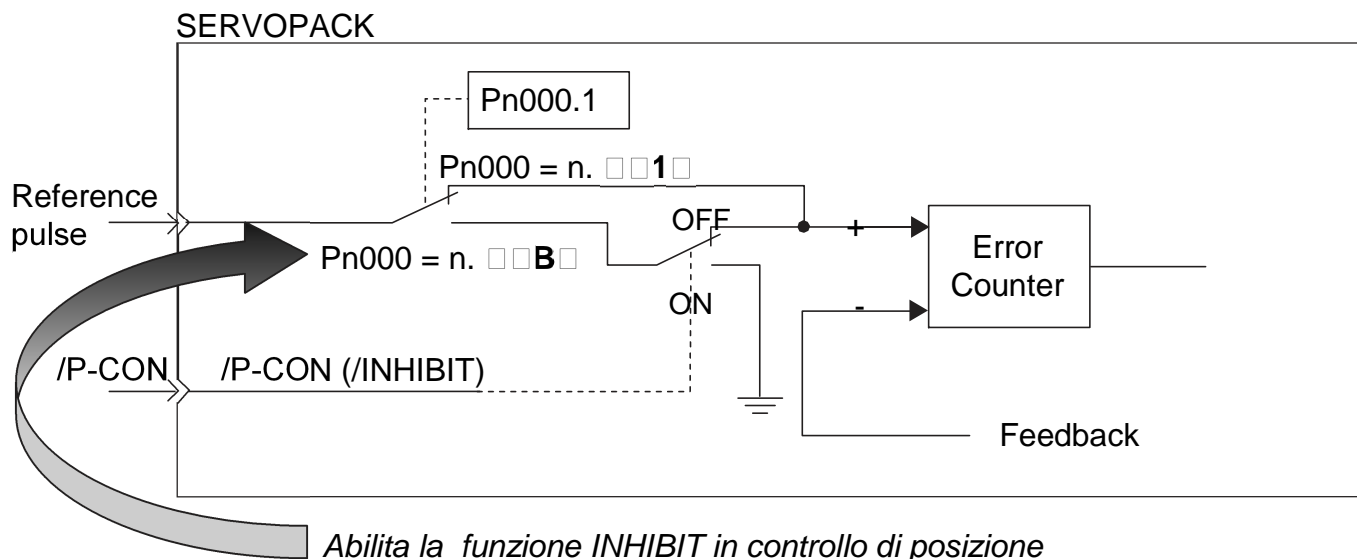 SERVOPACK
Pn000.1
Pn000 = n. □□1□
Reference
pulse
OFF
+
Error
Counter
Pn000 = n. □□B□
ON
-
/P-CON
/P-CON (/INHIBIT)
Feedback
Abilita la funzione INHIBIT in controllo di posizione